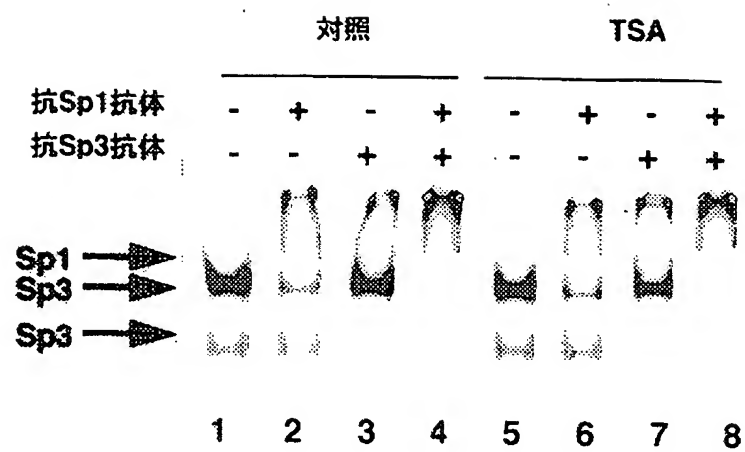 対照 TSA
抗Sp1抗体 - + - + - + - +
抗Sp3抗体 - - + + - - + +
Sp1
Sp3
Sp3
1 2 3 4 5 6 7 8